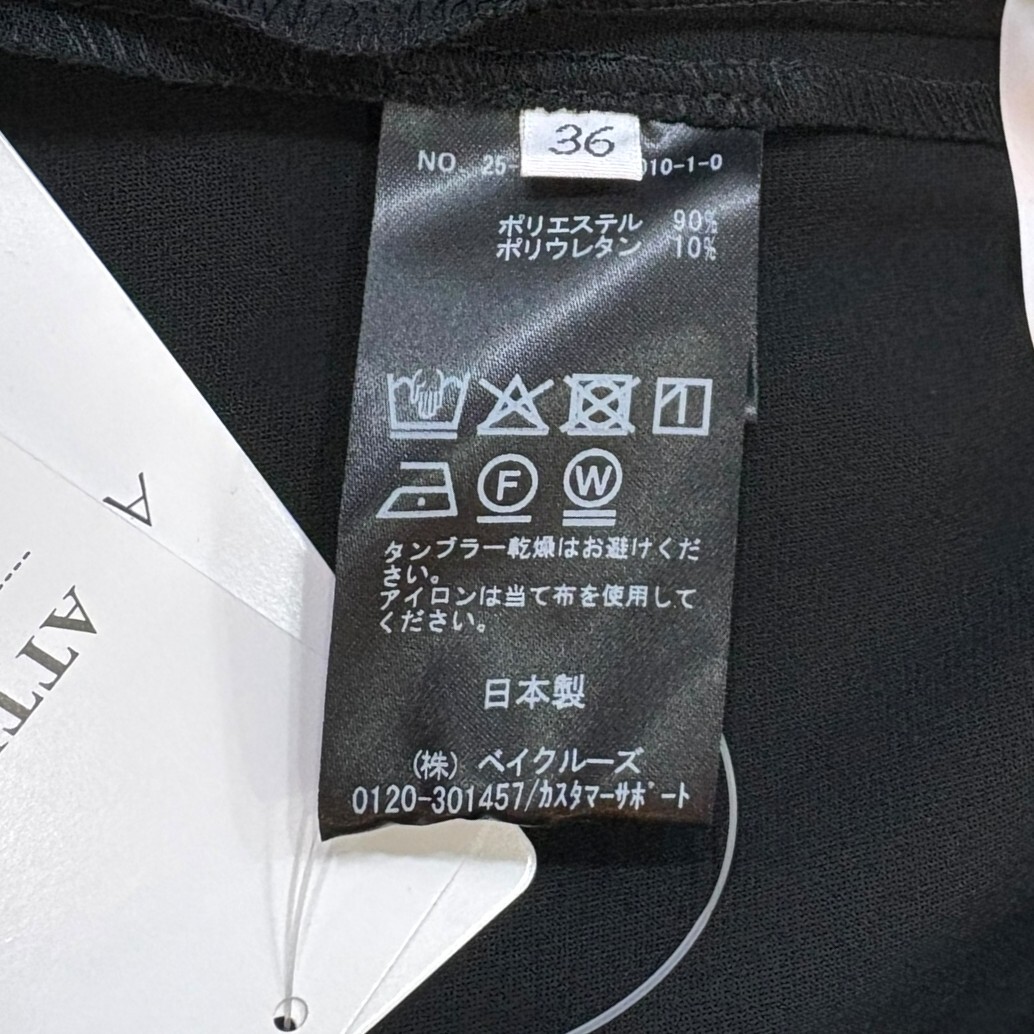 36
NO 25-
010-1-0
ポリエステル 90%
ポリウレタン 10%
F
W
タンブラー乾燥はお避けくだ
さい。
アイロンは当て布を使用して
ください。
日本製
(株) ベイクルーズ
0120-301457/カスタマーサポート
A
ATT